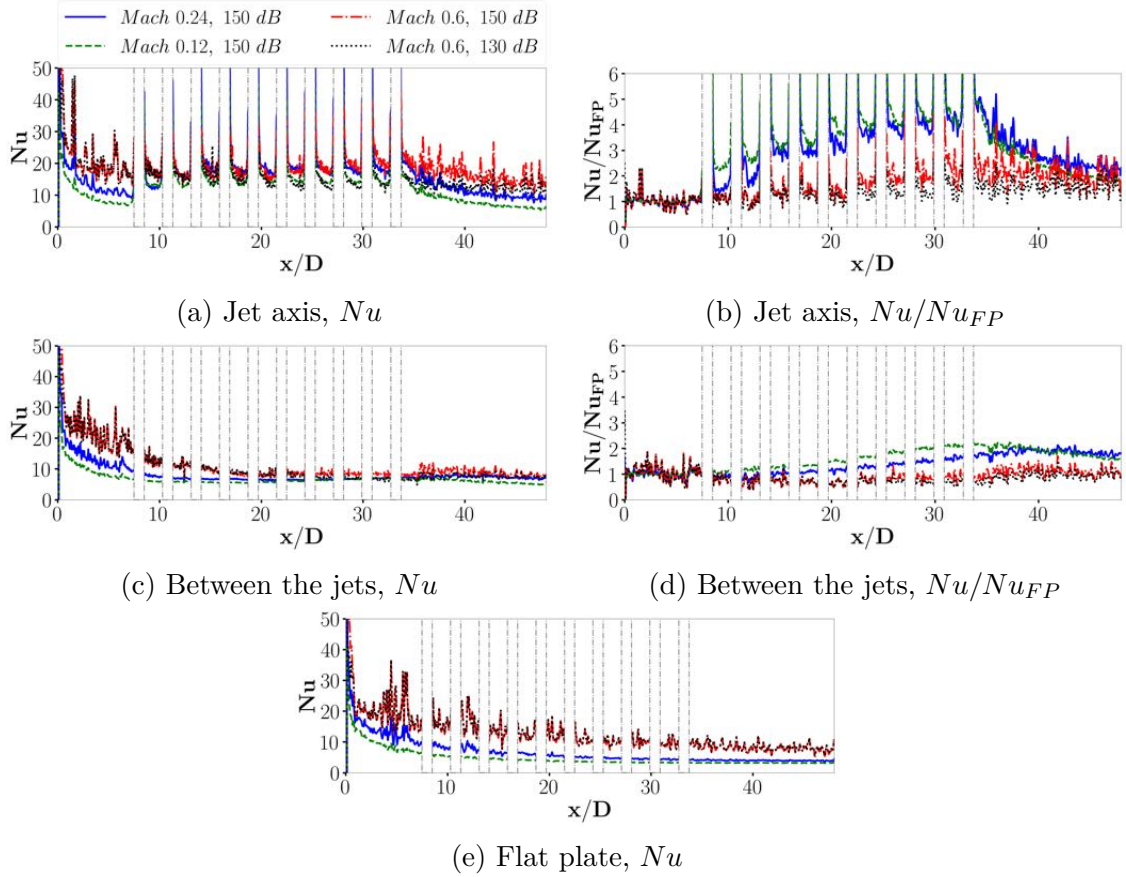 Mach 0.24, 150 dB
Mach 0.6, 150 dB
Mach 0.12, 150 dB
Mach 0.6, 130 dB
50
40
30
20
10
0
Nu
0 10 20 30 40
x/D
(a) Jet axis, Nu
6
5
4
3
2
1
0
Nu/Nu_FP
0 10 20 30 40
x/D
(b) Jet axis, Nu/Nu_FP
50
40
30
20
10
0
Nu
0 10 20 30 40
x/D
(c) Between the jets, Nu
6
5
4
3
2
1
0
Nu/Nu_FP
0 10 20 30 40
x/D
(d) Between the jets, Nu/Nu_FP
50
40
30
20
10
0
Nu
0 10 20 30 40
x/D
(e) Flat plate, Nu